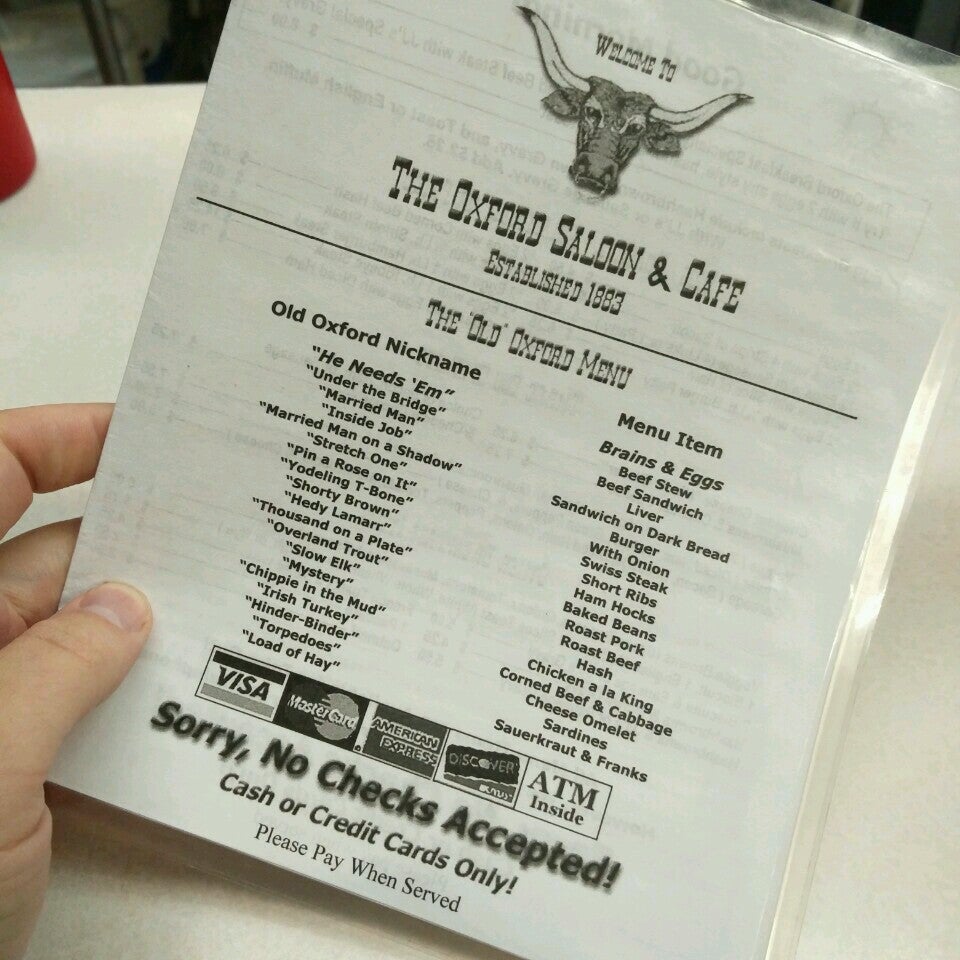 WELCOME TO
THE OXFORD SALOON & CAFE
ESTABLISHED 1883
THE "OLD" OXFORD MENU
Old Oxford Nickname
"He Needs 'Em"
"Under the Bridge"
"Married Man"
"Inside Job"
"Married Man on a Shadow"
"Stretch One"
"Pin a Rose on It"
"Yodeling T-Bone"
"Shorty Brown"
"Hedy Lamarr"
"Thousand on a Plate"
"Overland Trout"
"Slow Elk"
"Mystery"
"Chippie in the Mud"
"Irish Turkey"
"Hinder-Binder"
"Torpedoes"
"Load of Hay"
Menu Item
Brains & Eggs
Beef Stew
Beef Sandwich
Liver
Sandwich on Dark Bread
Burger
With Onion
Swiss Steak
Short Ribs
Ham Hocks
Baked Beans
Roast Pork
Roast Beef
Hash
Chicken a la King
Corned Beef & Cabbage
Cheese Omelet
Sardines
Sauerkraut & Franks
VISA
MasterCard
AMERICAN
EXPRESS
DISCOVER
ATM
Inside
Sorry, No Checks Accepted!
Cash or Credit Cards Only!
Please Pay When Served